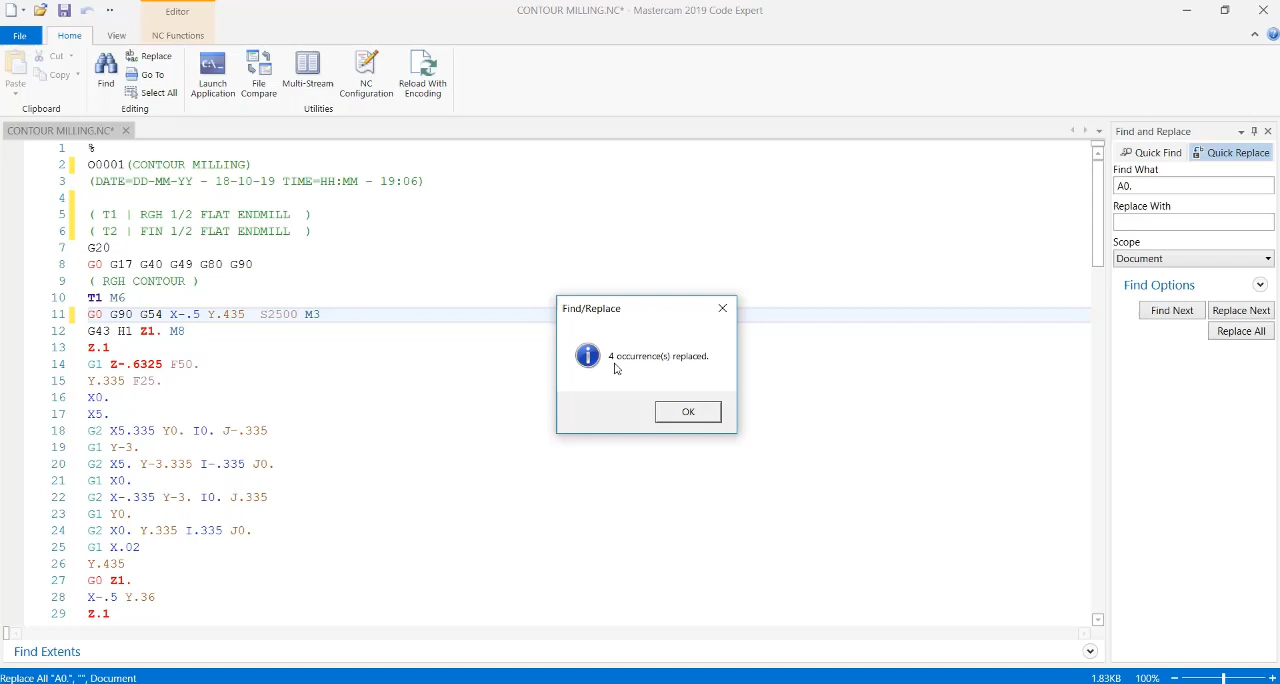 Editor
CONTOUR MILLING.NC* - Mastercam 2019 Code Expert
File
Home
View
NC Functions
Paste
Cut
Copy
Clipboard
Find
Replace
Go To
Select All
Editing
Launch Application
File Compare
Multi-Stream
NC Configuration
Reload With Encoding
Utilities
CONTOUR MILLING.NC*
1 %
2 O0001(CONTOUR MILLING)
3 (DATE=DD-MM-YY - 18-10-19 TIME=HH:MM - 19:06)
4
5 ( T1 | RGH 1/2 FLAT ENDMILL )
6 ( T2 | FIN 1/2 FLAT ENDMILL )
7 G20
8 G0 G17 G40 G49 G80 G90
9 ( RGH CONTOUR )
10 T1 M6
11 G0 G90 G54 X-.5 Y.435 S2500 M3
12 G43 H1 Z1. M8
13 Z.1
14 G1 Z-.6325 F50.
15 Y.335 F25.
16 X0.
17 X5.
18 G2 X5.335 Y0. I0. J-.335
19 G1 Y-3.
20 G2 X5. Y-3.335 I-.335 J0.
21 G1 X0.
22 G2 X-.335 Y-3. I0. J.335
23 G1 Y0.
24 G2 X0. Y.335 I.335 J0.
25 G1 X.02
26 Y.435
27 G0 Z1.
28 X-.5 Y.36
29 Z.1
Find/Replace
4 occurrence(s) replaced.
OK
Find and Replace
Quick Find
Quick Replace
Find What
A0.
Replace With
Scope
Document
Find Options
Find Next
Replace Next
Replace All
Find Extents
Replace All "A0.", "", Document
1.83KB
100%